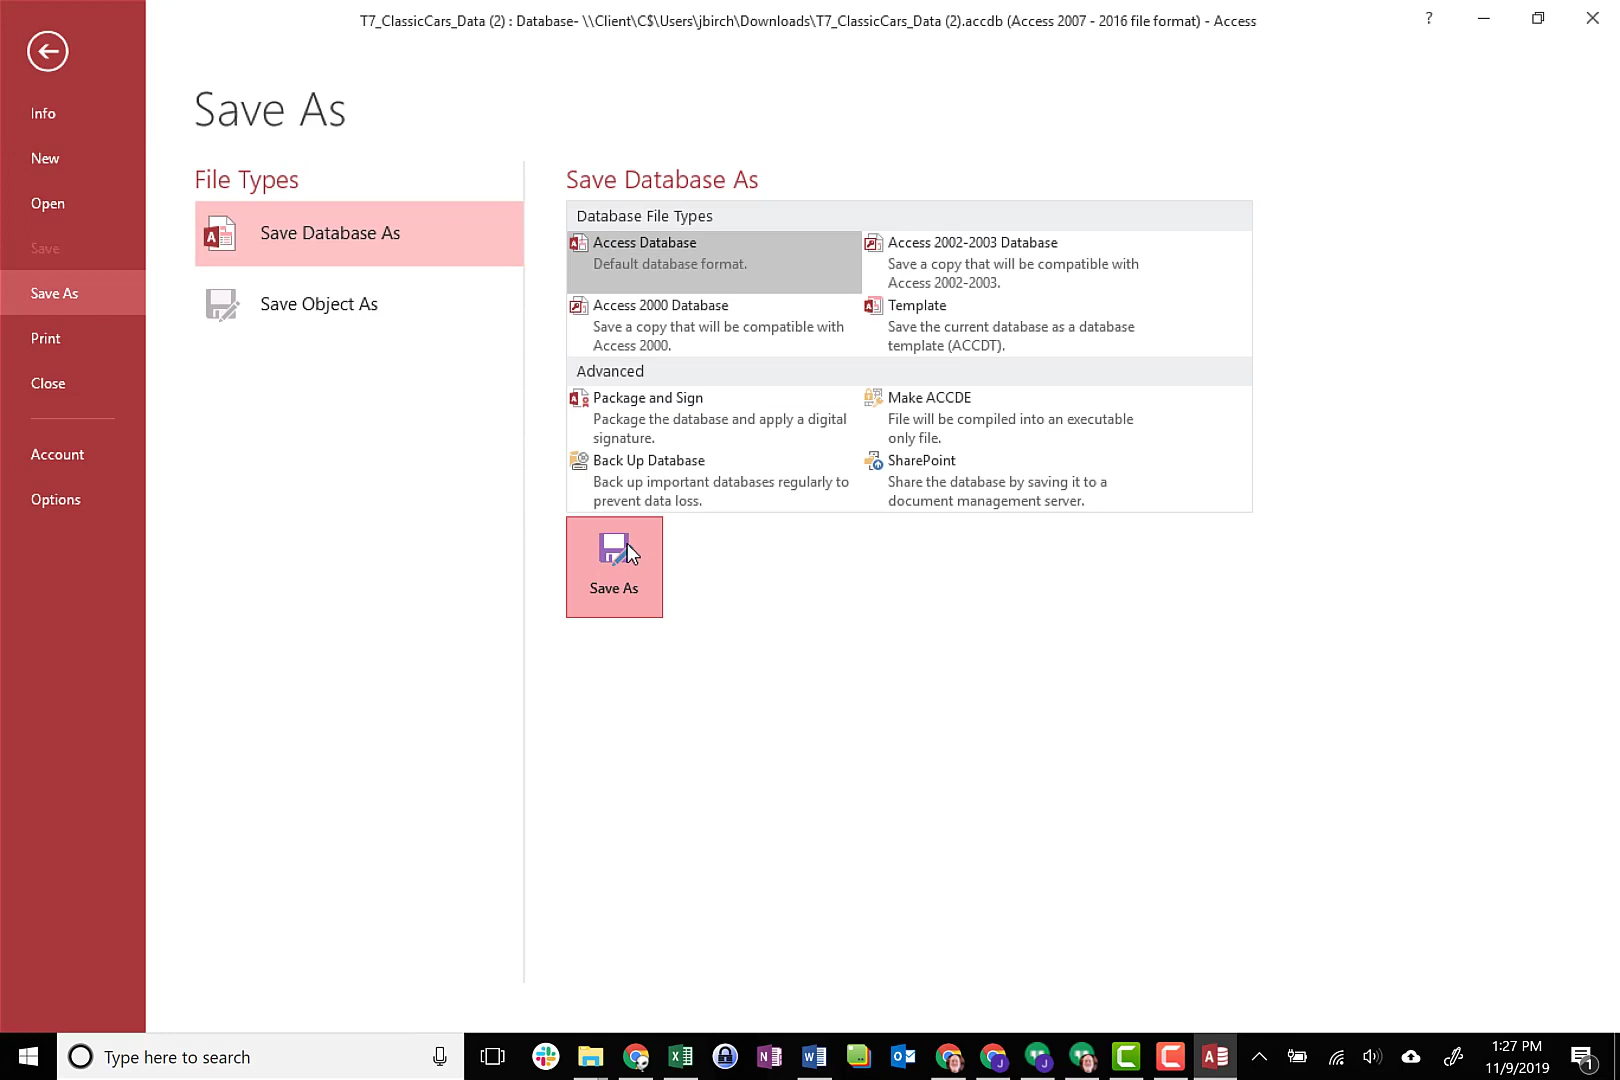 T7_ClassicCars_Data (2) : Database- \\Client\C$\Users\jbirch\Downloads\T7_ClassicCars_Data (2).accdb (Access 2007 - 2016 file format) - Access
?
Info
New
Open
Save
Save As
Print
Close
Account
Options
Save As
File Types
Save Database As
Save Object As
Save Database As
Database File Types
Access Database
Default database format.
Access 2002-2003 Database
Save a copy that will be compatible with
Access 2002-2003.
Access 2000 Database
Save a copy that will be compatible with
Access 2000.
Template
Save the current database as a database
template (ACCDT).
Advanced
Package and Sign
Package the database and apply a digital
signature.
Make ACCDE
File will be compiled into an executable
only file.
Back Up Database
Back up important databases regularly to
prevent data loss.
SharePoint
Share the database by saving it to a
document management server.
Save As
Type here to search
1:27 PM
11/9/2019
1